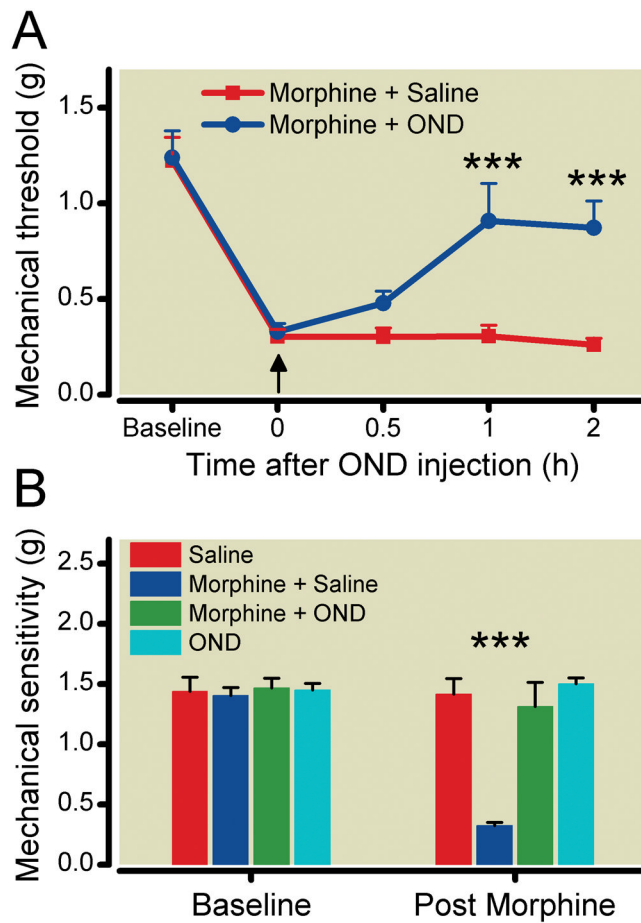 A
Mechanical threshold (g)
1.5
1.0
0.5
0.0
Morphine + Saline
Morphine + OND
*** ***
Baseline 0 0.5 1 2
Time after OND injection (h)
B
Mechanical sensitivity (g)
2.5
2.0
1.5
1.0
0.5
0.0
Saline
Morphine + Saline
Morphine + OND
OND
***
Baseline Post Morphine